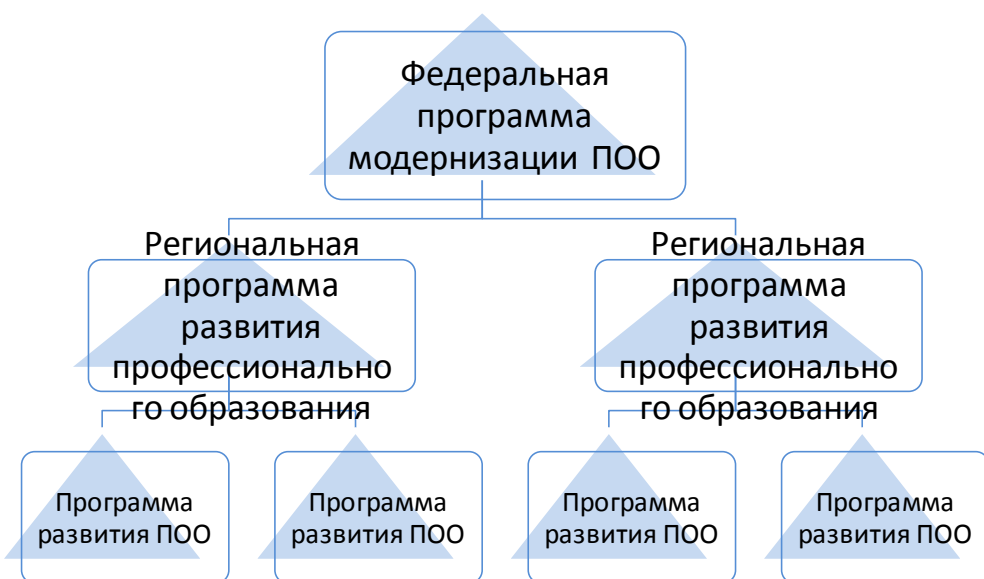 Федеральная
программа
модернизации ПОО
Региональная
программа
развития
профессионально
го образования
Региональная
программа
развития
профессионально
го образования
Программа
развития ПОО
Программа
развития ПОО
Программа
развития ПОО
Программа
развития ПОО